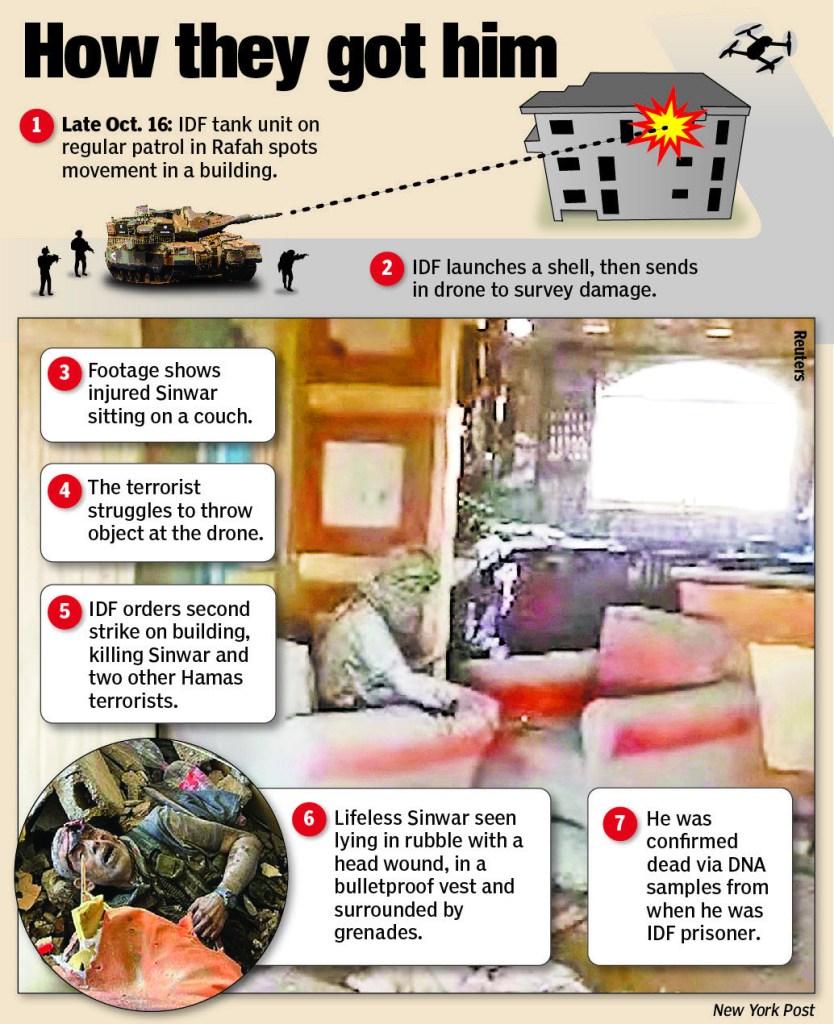 How they got him
1 Late Oct. 16: IDF tank unit on
regular patrol in Rafah spots
movement in a building.
2 IDF launches a shell, then sends
in drone to survey damage.
Reuters
3 Footage shows
injured Sinwar
sitting on a couch.
4 The terrorist
struggles to throw
object at the drone.
5 IDF orders second
strike on building,
killing Sinwar and
two other Hamas
terrorists.
6 Lifeless Sinwar seen
lying in rubble with a
head wound, in a
bulletproof vest and
surrounded by
grenades.
7 He was
confirmed
dead via DNA
samples from
when he was
IDF prisoner.
New York Post